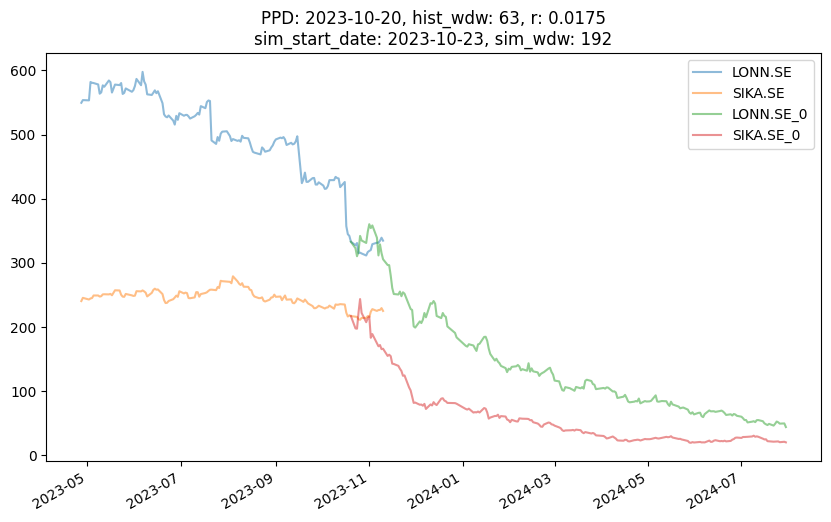 PPD: 2023-10-20, hist_wdw: 63, r: 0.0175
sim_start_date: 2023-10-23, sim_wdw: 192
LONN.SE
SIKA.SE
LONN.SE_0
SIKA.SE_0
600
500
400
300
200
100
0
2023-05
2023-07
2023-09
2023-11
2024-01
2024-03
2024-05
2024-07